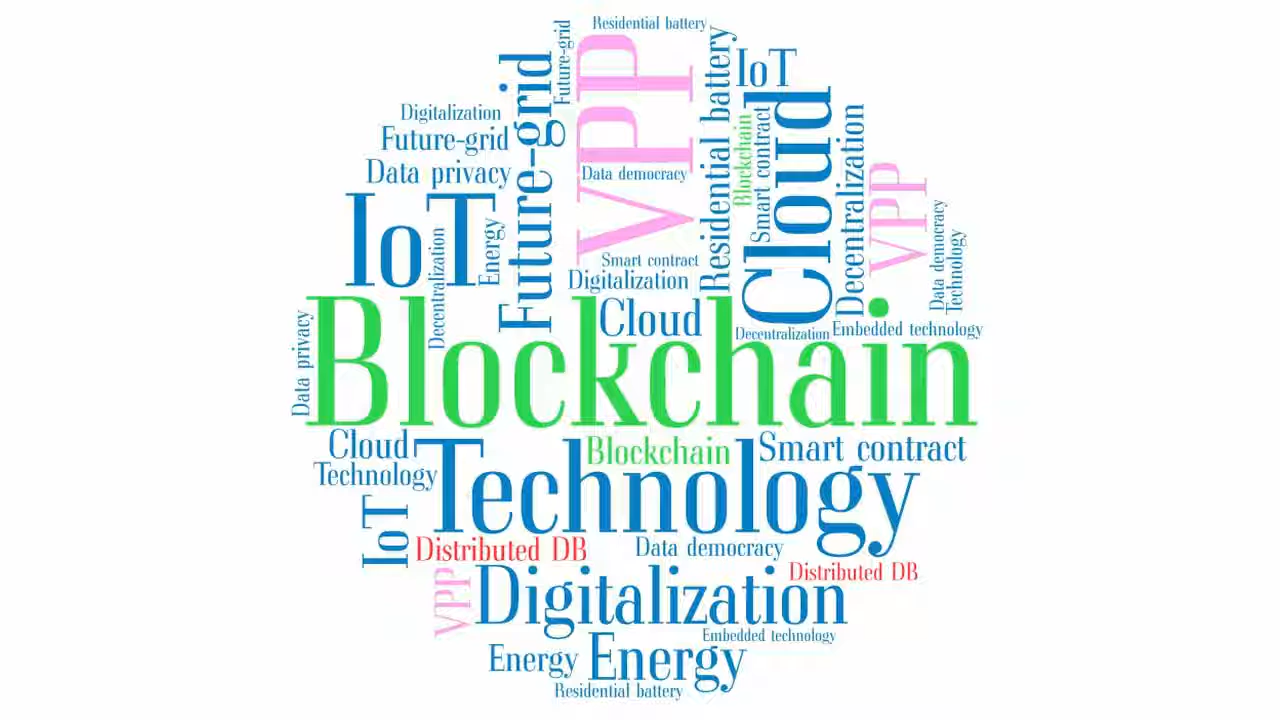 Residential battery
Future-grid
Future-grid
VPP
Residential battery
IoT
Digitalization
Future-grid
Data privacy
Data democracy
Blockchain
Smart contract
Cloud
Decentralization
VPP
IoT
Decentralization
Energy
Smart contract
Digitalization
Data democracy
Technology
Cloud
Decentralization
Embedded technology
Data privacy
Blockchain
Cloud
Technology
Blockchain
Smart contract
Technology
IoT
Distributed DB
Data democracy
Distributed DB
VPP
Digitalization
Embedded technology
Energy
Energy
Residential battery